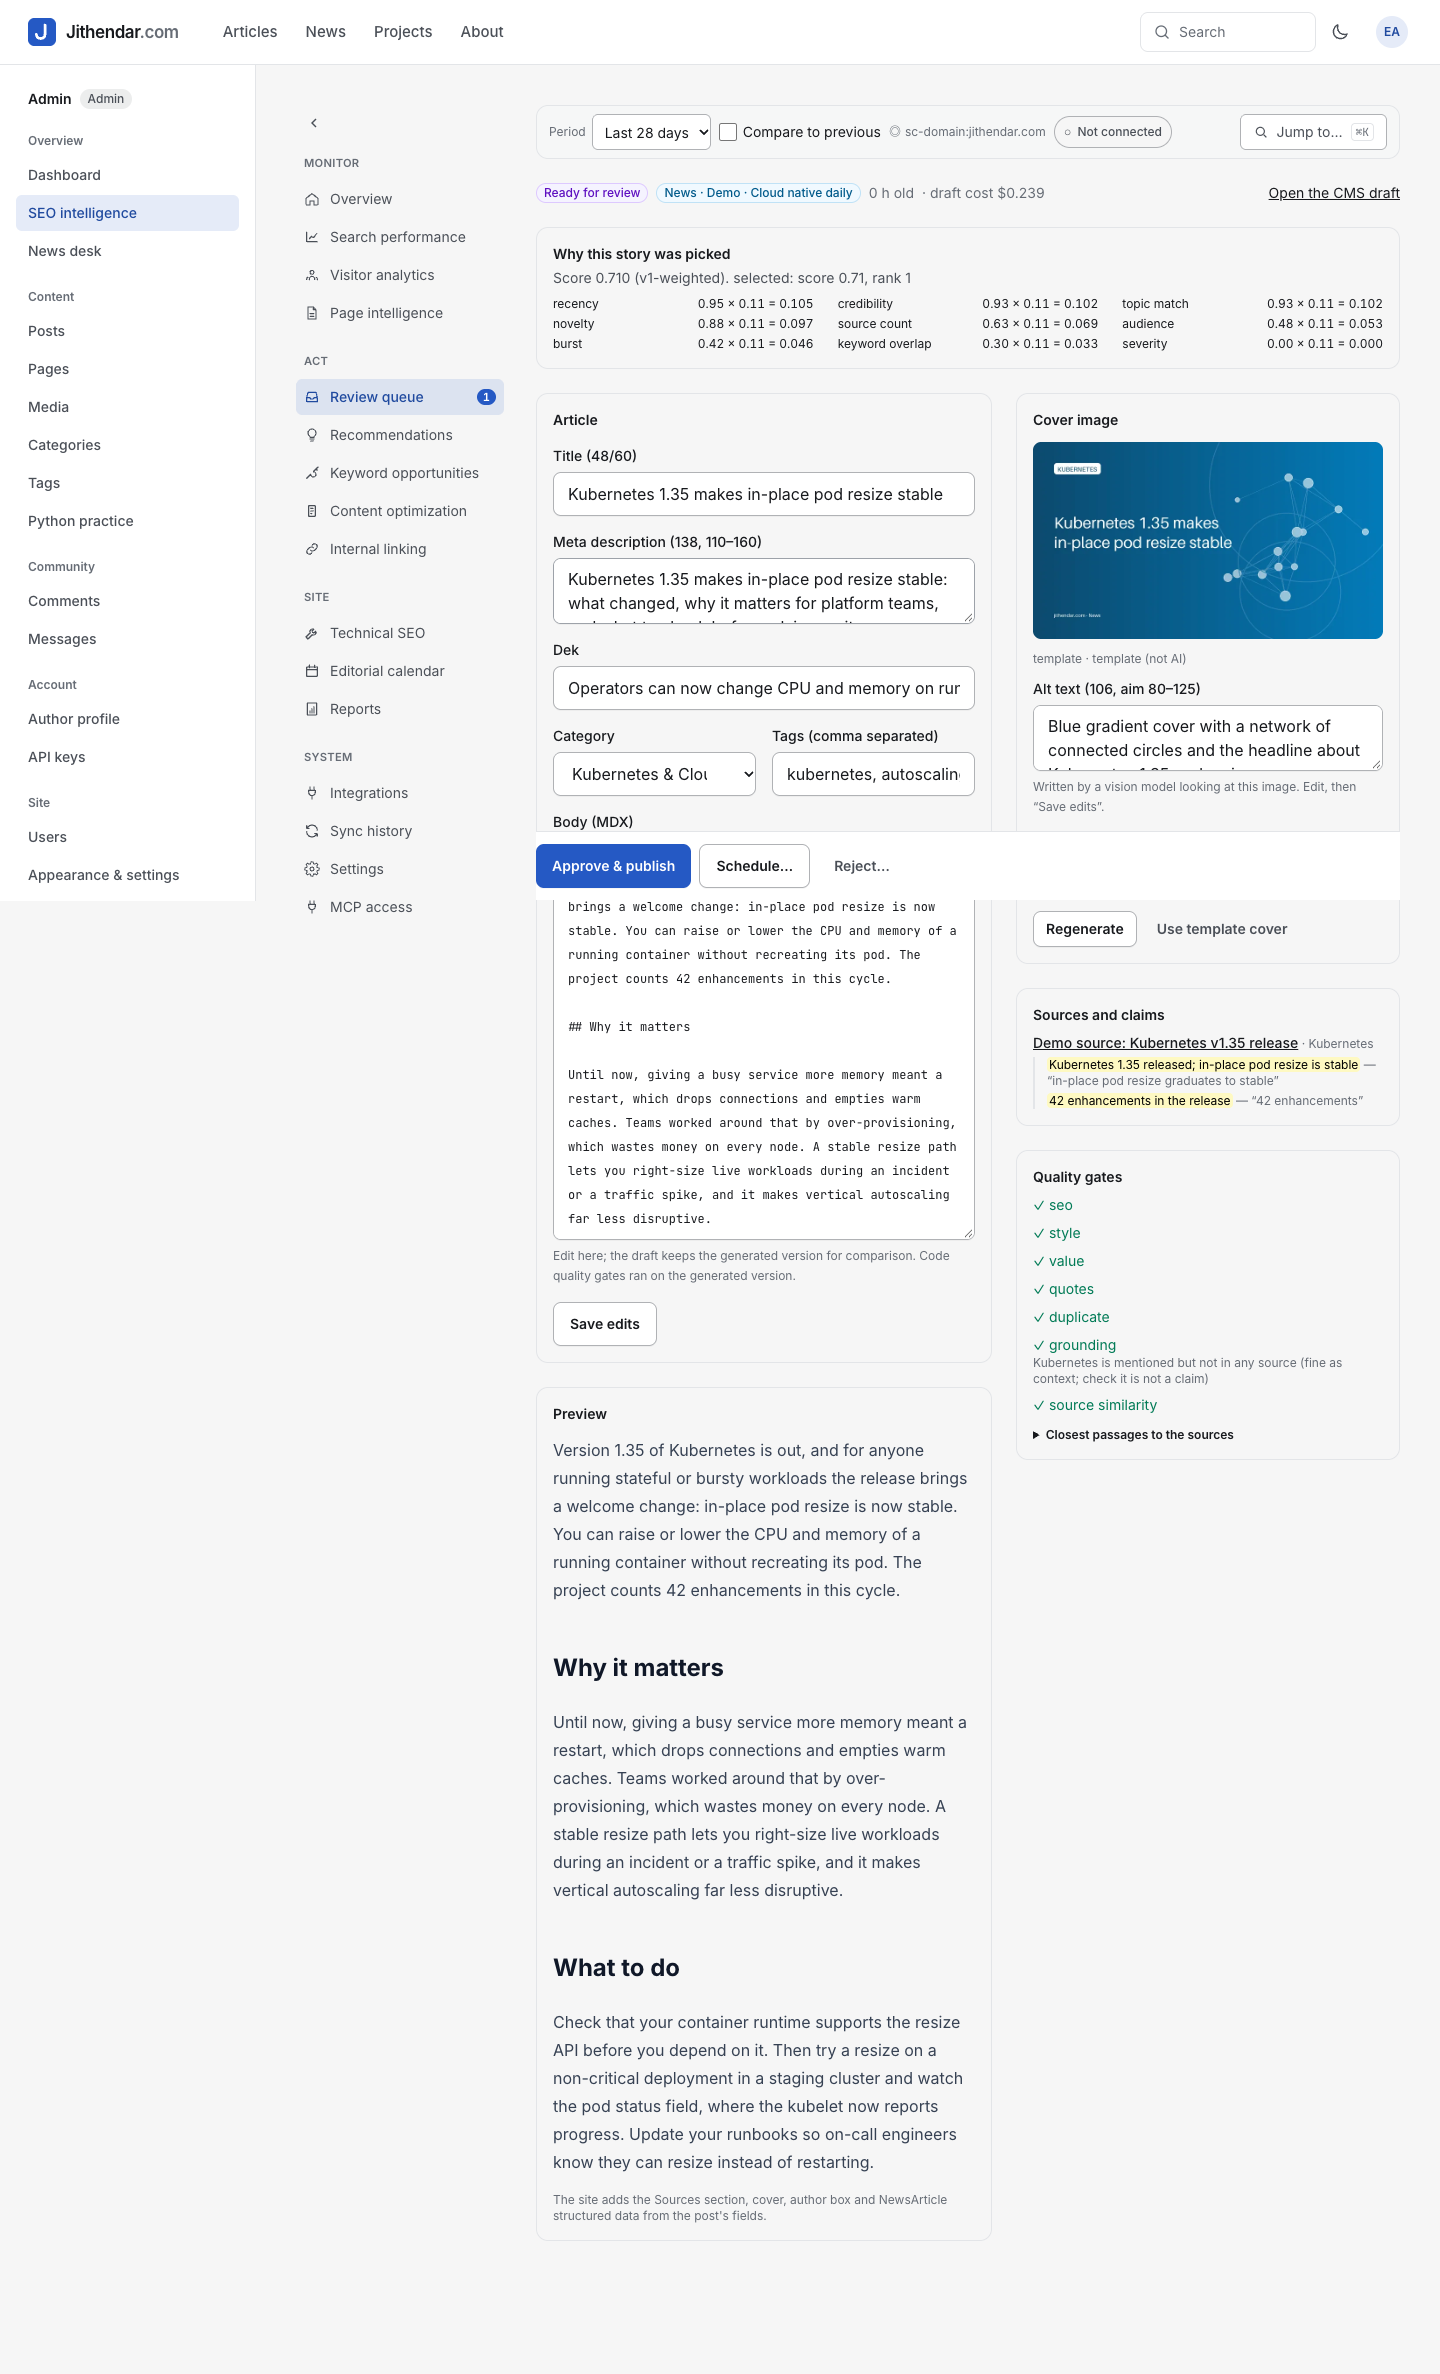 J Jithendar.com
Articles News Projects About
Search
EA
Admin Admin
Overview
Dashboard
SEO intelligence
News desk
Content
Posts
Pages
Media
Categories
Tags
Python practice
Community
Comments
Messages
Account
Author profile
API keys
Site
Users
Appearance & settings
MONITOR
Overview
Search performance
Visitor analytics
Page intelligence
ACT
Review queue 1
Recommendations
Keyword opportunities
Content optimization
Internal linking
SITE
Technical SEO
Editorial calendar
Reports
SYSTEM
Integrations
Sync history
Settings
MCP access
Period Last 28 days Compare to previous sc-domain:jithendar.com Not connected Jump to... ⌘K
Ready for review News · Demo · Cloud native daily 0 h old · draft cost $0.239 Open the CMS draft
Why this story was picked
Score 0.710 (v1-weighted). selected: score 0.71, rank 1
recency 0.95 × 0.11 = 0.105 credibility 0.93 × 0.11 = 0.102 topic match 0.93 × 0.11 = 0.102
novelty 0.88 × 0.11 = 0.097 source count 0.63 × 0.11 = 0.069 audience 0.48 × 0.11 = 0.053
burst 0.42 × 0.11 = 0.046 keyword overlap 0.30 × 0.11 = 0.033 severity 0.00 × 0.11 = 0.000
Article
Title (48/60)
Kubernetes 1.35 makes in-place pod resize stable
Meta description (138, 110–160)
Kubernetes 1.35 makes in-place pod resize stable:
what changed, why it matters for platform teams,
Dek
Operators can now change CPU and memory on run
Category Tags (comma separated)
Kubernetes & Clou kubernetes, autoscaling
Body (MDX)
Approve & publish Schedule... Reject...
brings a welcome change: in-place pod resize is now
stable. You can raise or lower the CPU and memory of a
running container without recreating its pod. The
project counts 42 enhancements in this cycle.
## Why it matters
Until now, giving a busy service more memory meant a
restart, which drops connections and empties warm
caches. Teams worked around that by over-provisioning,
which wastes money on every node. A stable resize path
lets you right-size live workloads during an incident
or a traffic spike, and it makes vertical autoscaling
far less disruptive.
Edit here; the draft keeps the generated version for comparison. Code
quality gates ran on the generated version.
Save edits
Preview
Version 1.35 of Kubernetes is out, and for anyone
running stateful or bursty workloads the release brings
a welcome change: in-place pod resize is now stable.
You can raise or lower the CPU and memory of a
running container without recreating its pod. The
project counts 42 enhancements in this cycle.
Why it matters
Until now, giving a busy service more memory meant a
restart, which drops connections and empties warm
caches. Teams worked around that by over-
provisioning, which wastes money on every node. A
stable resize path lets you right-size live workloads
during an incident or a traffic spike, and it makes
vertical autoscaling far less disruptive.
What to do
Check that your container runtime supports the resize
API before you depend on it. Then try a resize on a
non-critical deployment in a staging cluster and watch
the pod status field, where the kubelet now reports
progress. Update your runbooks so on-call engineers
know they can resize instead of restarting.
The site adds the Sources section, cover, author box and NewsArticle
structured data from the post's fields.
Cover image
KUBERNETES
Kubernetes 1.35 makes
in-place pod resize stable
jithendar.com · News
template · template (not AI)
Alt text (106, aim 80–125)
Blue gradient cover with a network of
connected circles and the headline about
Written by a vision model looking at this image. Edit, then
“Save edits”.
Regenerate Use template cover
Sources and claims
Demo source: Kubernetes v1.35 release · Kubernetes
Kubernetes 1.35 released; in-place pod resize is stable —
“in-place pod resize graduates to stable”
42 enhancements in the release — “42 enhancements”
Quality gates
✓ seo
✓ style
✓ value
✓ quotes
✓ duplicate
✓ grounding
Kubernetes is mentioned but not in any source (fine as
context; check it is not a claim)
✓ source similarity
▶ Closest passages to the sources